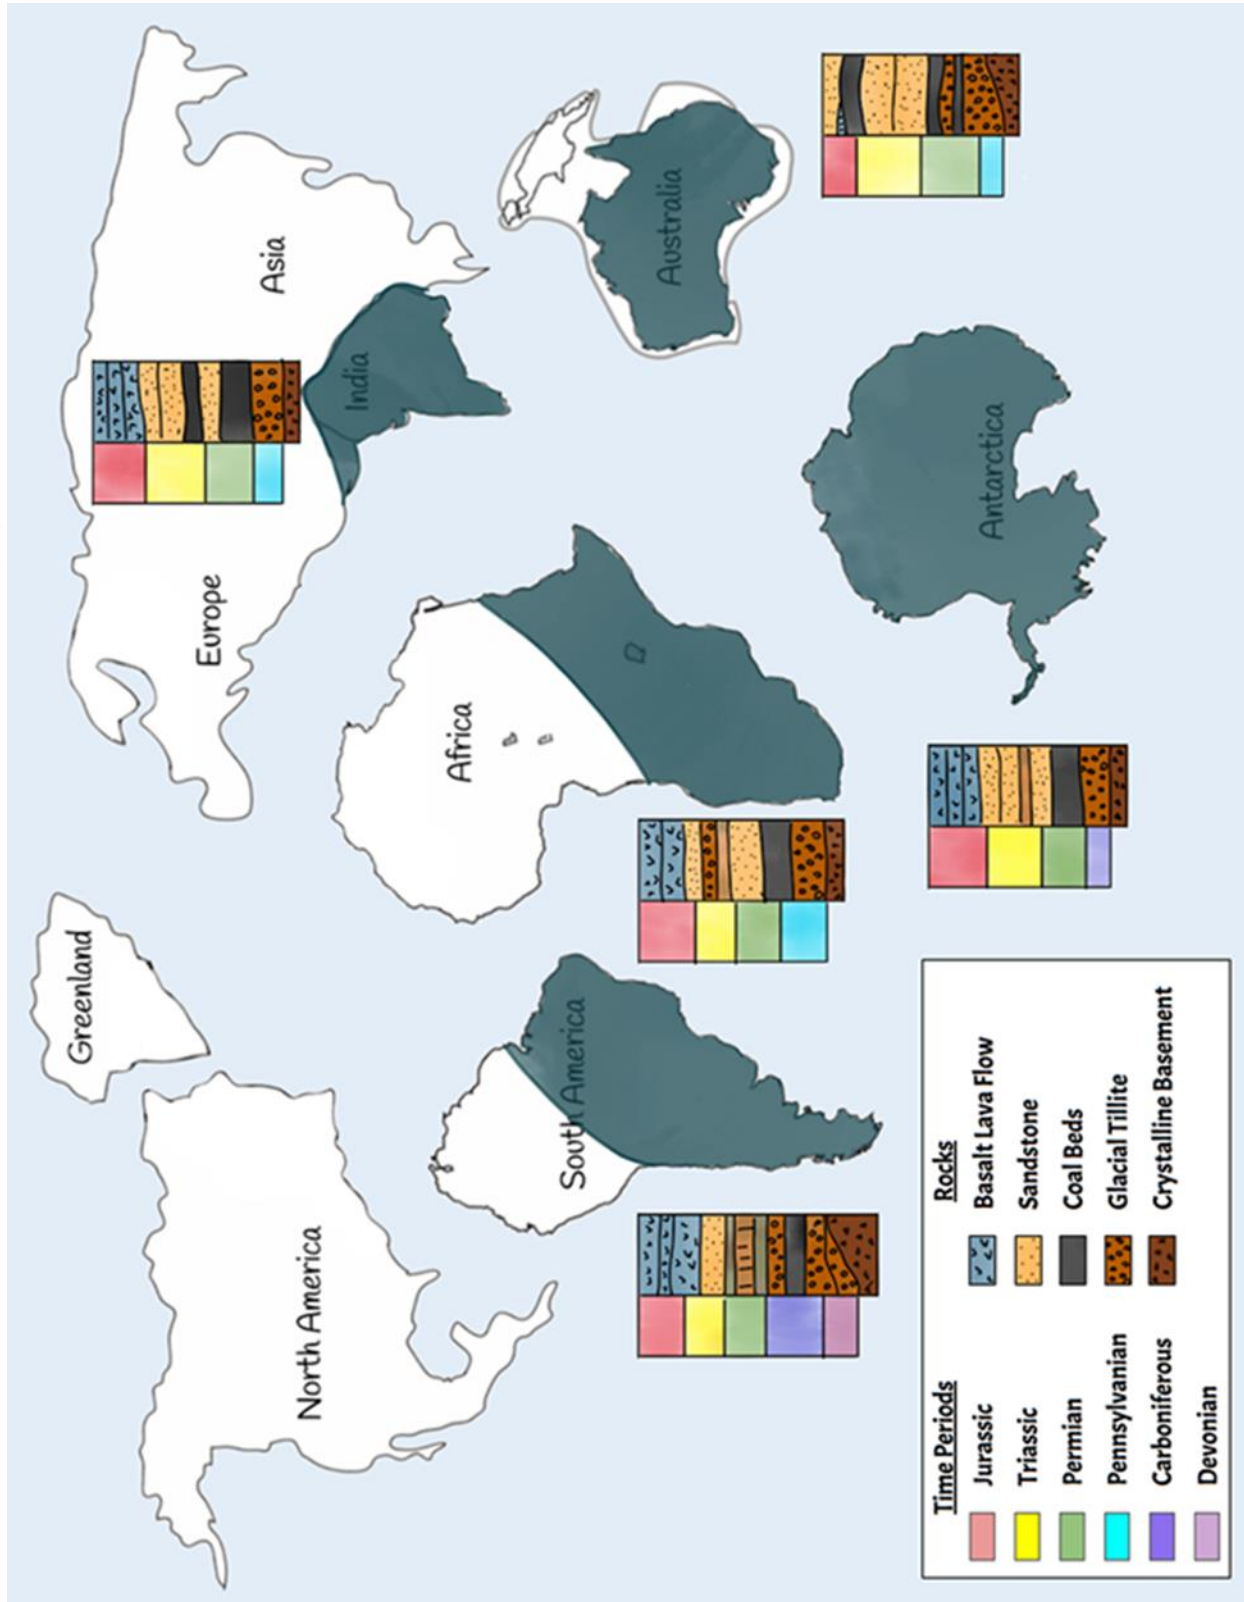 Greenland
North America
Europe
Asia
India
Africa
South America
Australia
Antarctica
Time Periods
Jurassic
Triassic
Permian
Pennsylvanian
Carboniferous
Devonian
Rocks
Basalt Lava Flow
Sandstone
Coal Beds
Glacial Tillite
Crystalline Basement